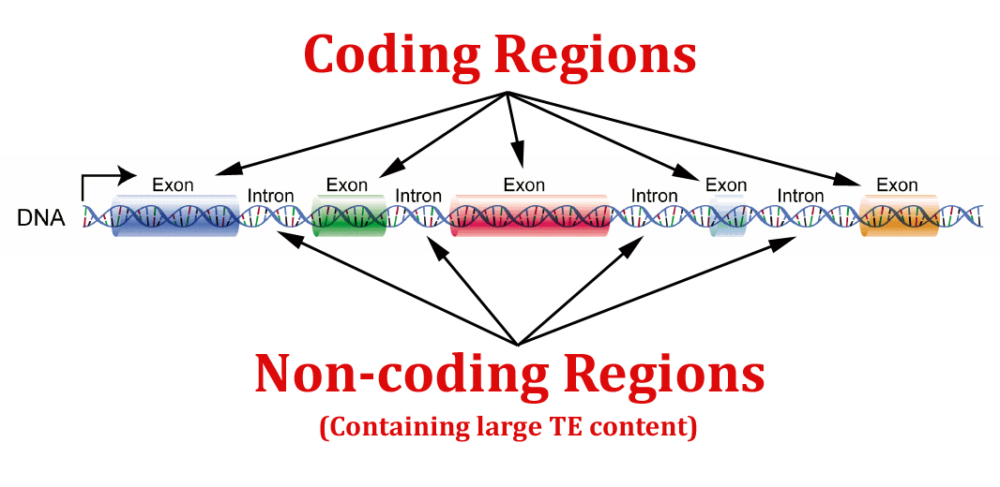 Coding Regions
Exon Exon Exon Exon Exon
Intron Intron Intron Intron
DNA
Non-coding Regions
(Containing large TE content)